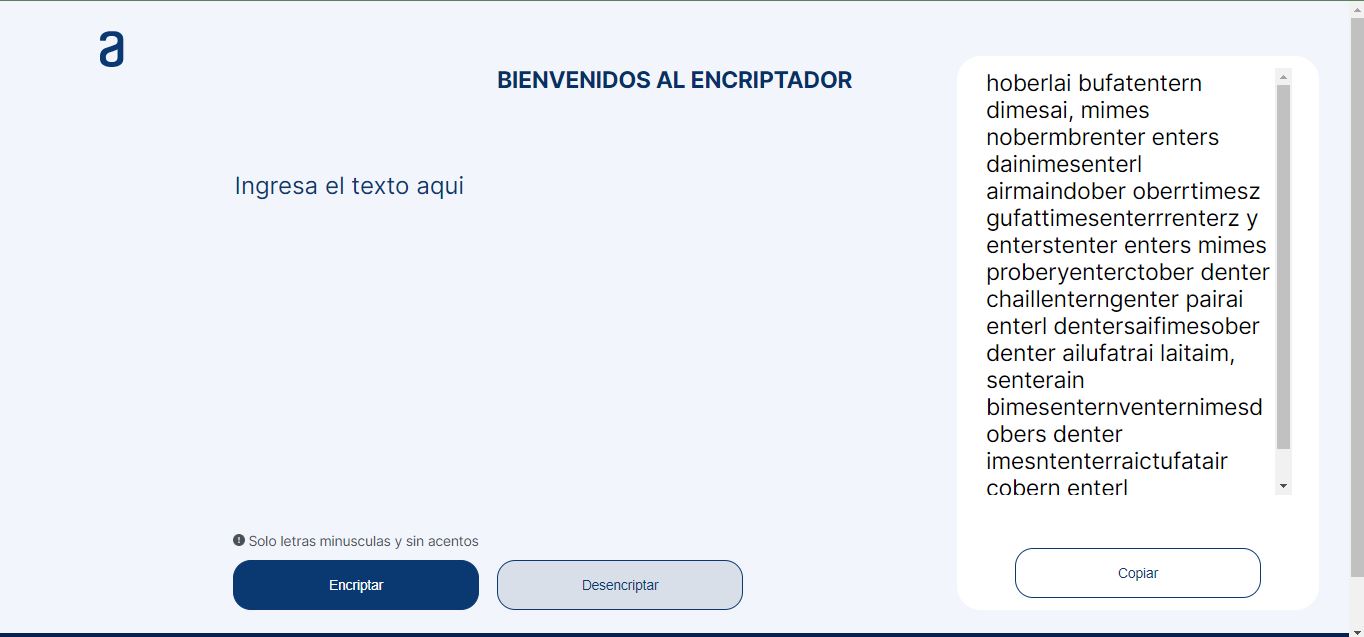 a
BIENVENIDOS AL ENCRIPTADOR
Ingresa el texto aqui
Solo letras minusculas y sin acentos
Encriptar
Desencriptar
hoberlai bufatentern
dimesai, mimes
nobermbrenter enters
dainimesenterl
airmaindober oberrtimesz
gufattimesenterrrenterz y
enterstenter enters mimes
proberyenterctober denter
chaillenterngenter pairai
enterl dentersaifimesober
denter ailufatrai laitaim,
senterain
bimesenternventernimesd
obers denter
imesntenterraictufatair
cobern enterl
Copiar